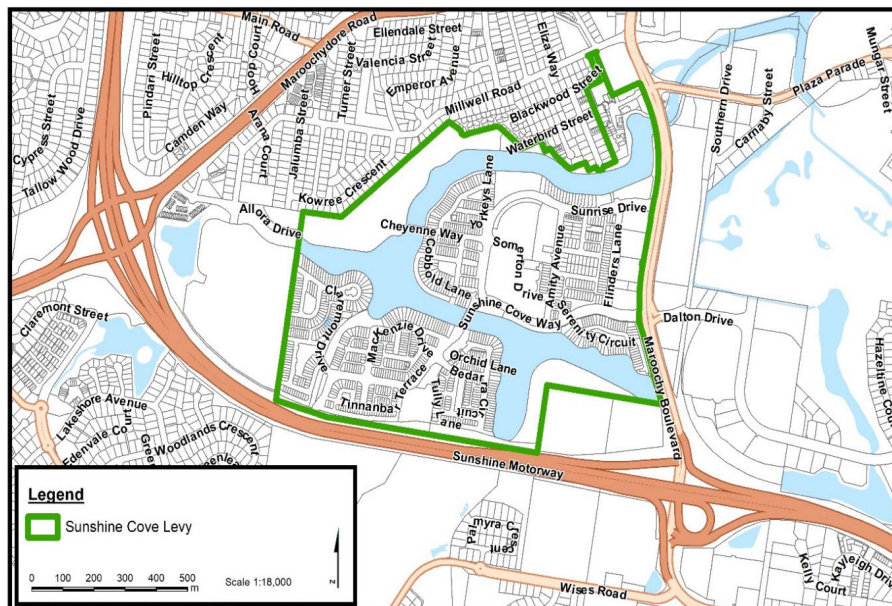 Main Road
Maroochydore Road
Ellendale Street
Valencia Street
Emperor Avenue
Eliza Way
Pindari Street
Hilltop Crescent
Hooper Court
Turner Street
Millwell Road
Blackwood Street
Waterbird Street
Southern Drive
Carnaby Street
Plaza Parade
Mungar Street
Cypress Street
Tallow Wood Drive
Camden Way
Arana Court
Jalumba Street
Kowree Crescent
Allora Drive
Cheyenne Way
Yorkeys Lane
Sunrise Drive
Cobbold Lane
Somerton Drive
Amity Avenue
Flinders Lane
Sunshine Cove Way
Serenity Circuit
Dalton Drive
Claremont Street
Claremont Drive
Mackenzie Drive
Orchid Lane
Bedarra Circuit
Tully Lane
Tinnanbar Terrace
Maroochy Boulevard
Lakeshore Avenue
Edenvale Court
Woodlands Crescent
Sunshine Motorway
Palmyra Crescent
Wises Road
Kelly Court
Kayleigh Drive
Legend
Sunshine Cove Levy
0 100 200 300 400 500
m
Scale 1:18,000
z